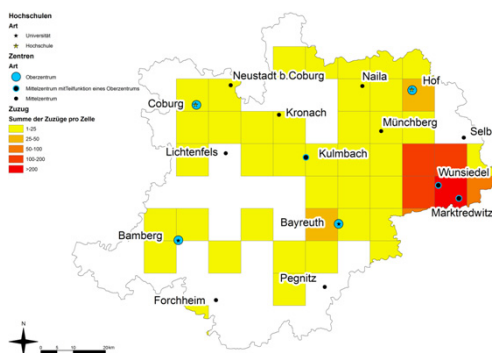 Hochschulen
Art
Universität
Hochschule
Zentren
Art
Oberzentrum
Mittelzentrum mit Teilfunktion eines Oberzentrums
Mittelzentrum
Zuzug
Summe der Zuzüge pro Zelle
1-25
25-50
50-100
100-200
>200
Neustadt b.Coburg
Naila
Hof
Coburg
Kronach
Münchberg
Selb
Lichtenfels
Kulmbach
Wunsiedel
Marktredwitz
Bayreuth
Bamberg
Pegnitz
Forchheim
N
0 5 10 20 km